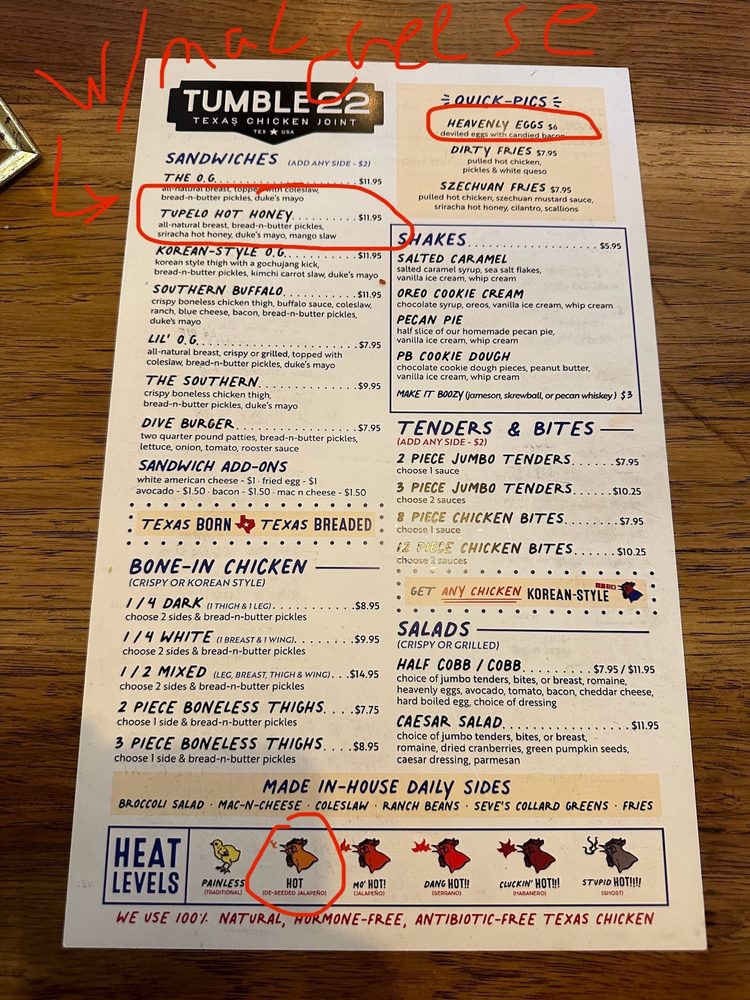 w/ mac cheese
TUMBLE 22
TEXAS CHICKEN JOINT
TEX ★ USA
SANDWICHES (ADD ANY SIDE - $2)
THE O.G. $11.95
all-natural breast, topped with coleslaw,
bread-n-butter pickles, duke's mayo
TUPELO HOT HONEY $11.95
all-natural breast, bread-n-butter pickles,
sriracha hot honey, duke's mayo, mango slaw
KOREAN-STYLE O.G. $11.95
korean style thigh with a gochujang kick,
bread-n-butter pickles, kimchi carrot slaw, duke's mayo
SOUTHERN BUFFALO $11.95
crispy boneless chicken thigh, buffalo sauce, coleslaw,
ranch, blue cheese, bacon, bread-n-butter pickles,
duke's mayo
LIL' O.G. $7.95
all-natural breast, crispy or grilled, topped with
coleslaw, bread-n-butter pickles, duke's mayo
THE SOUTHERN $9.95
crispy boneless chicken thigh,
bread-n-butter pickles, duke's mayo
DIVE BURGER $7.95
two quarter pound patties, bread-n-butter pickles,
lettuce, onion, tomato, rooster sauce
SANDWICH ADD-ONS
white american cheese - $1 · fried egg - $1
avocado - $1.50 · bacon - $1.50 · mac n cheese - $1.50
TEXAS BORN TEXAS BREADED
BONE-IN CHICKEN
(CRISPY OR KOREAN STYLE)
1/4 DARK (1 THIGH & 1 LEG) $8.95
choose 2 sides & bread-n-butter pickles
1/4 WHITE (1 BREAST & 1 WING) $9.95
choose 2 sides & bread-n-butter pickles
1/2 MIXED (LEG, BREAST, THIGH & WING) $14.95
choose 2 sides & bread-n-butter pickles
2 PIECE BONELESS THIGHS $7.75
choose 1 side & bread-n-butter pickles
3 PIECE BONELESS THIGHS $8.95
choose 1 side & bread-n-butter pickles
QUICK-PICS
HEAVENLY EGGS $6
deviled eggs with candied bacon
DIRTY FRIES $7.95
pulled hot chicken,
pickles & white queso
SZECHUAN FRIES $7.95
pulled hot chicken, szechuan mustard sauce,
sriracha hot honey, cilantro, scallions
SHAKES $5.95
SALTED CARAMEL
salted caramel syrup, sea salt flakes,
vanilla ice cream, whip cream
OREO COOKIE CREAM
chocolate syrup, oreos, vanilla ice cream, whip cream
PECAN PIE
half slice of our homemade pecan pie,
vanilla ice cream, whip cream
PB COOKIE DOUGH
chocolate cookie dough pieces, peanut butter,
vanilla ice cream, whip cream
MAKE IT BOOZY (jameson, skrewball, or pecan whiskey) $3
TENDERS & BITES
(ADD ANY SIDE - $2)
2 PIECE JUMBO TENDERS $7.95
choose 1 sauce
3 PIECE JUMBO TENDERS $10.25
choose 2 sauces
8 PIECE CHICKEN BITES $7.95
choose 1 sauce
12 PIECE CHICKEN BITES $10.25
choose 2 sauces
GET ANY CHICKEN KOREAN-STYLE
SALADS
(CRISPY OR GRILLED)
HALF COBB / COBB $7.95 / $11.95
choice of jumbo tenders, bites, or breast, romaine,
heavenly eggs, avocado, tomato, bacon, cheddar cheese,
hard boiled egg, choice of dressing
CAESAR SALAD $11.95
choice of jumbo tenders, bites, or breast,
romaine, dried cranberries, green pumpkin seeds,
caesar dressing, parmesan
MADE IN-HOUSE DAILY SIDES
BROCCOLI SALAD · MAC-N-CHEESE · COLESLAW · RANCH BEANS · SEVE'S COLLARD GREENS · FRIES
HEAT LEVELS
PAINLESS (TRADITIONAL)
HOT (DE-SEEDED JALAPEÑO)
MO' HOT! (JALAPEÑO)
DANG HOT!! (SERRANO)
CLUCKIN' HOT!!! (HABANERO)
STUPID HOT!!!! (GHOST)
WE USE 100% NATURAL, HORMONE-FREE, ANTIBIOTIC-FREE TEXAS CHICKEN